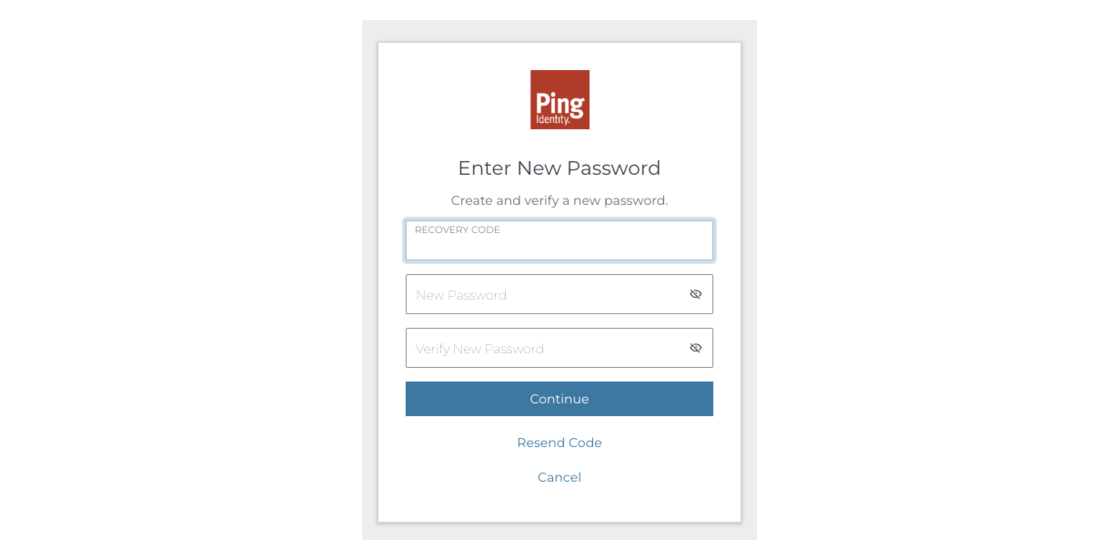 Ping
Identity.
Enter New Password
Create and verify a new password.
RECOVERY CODE
New Password
Verify New Password
Continue
Resend Code
Cancel